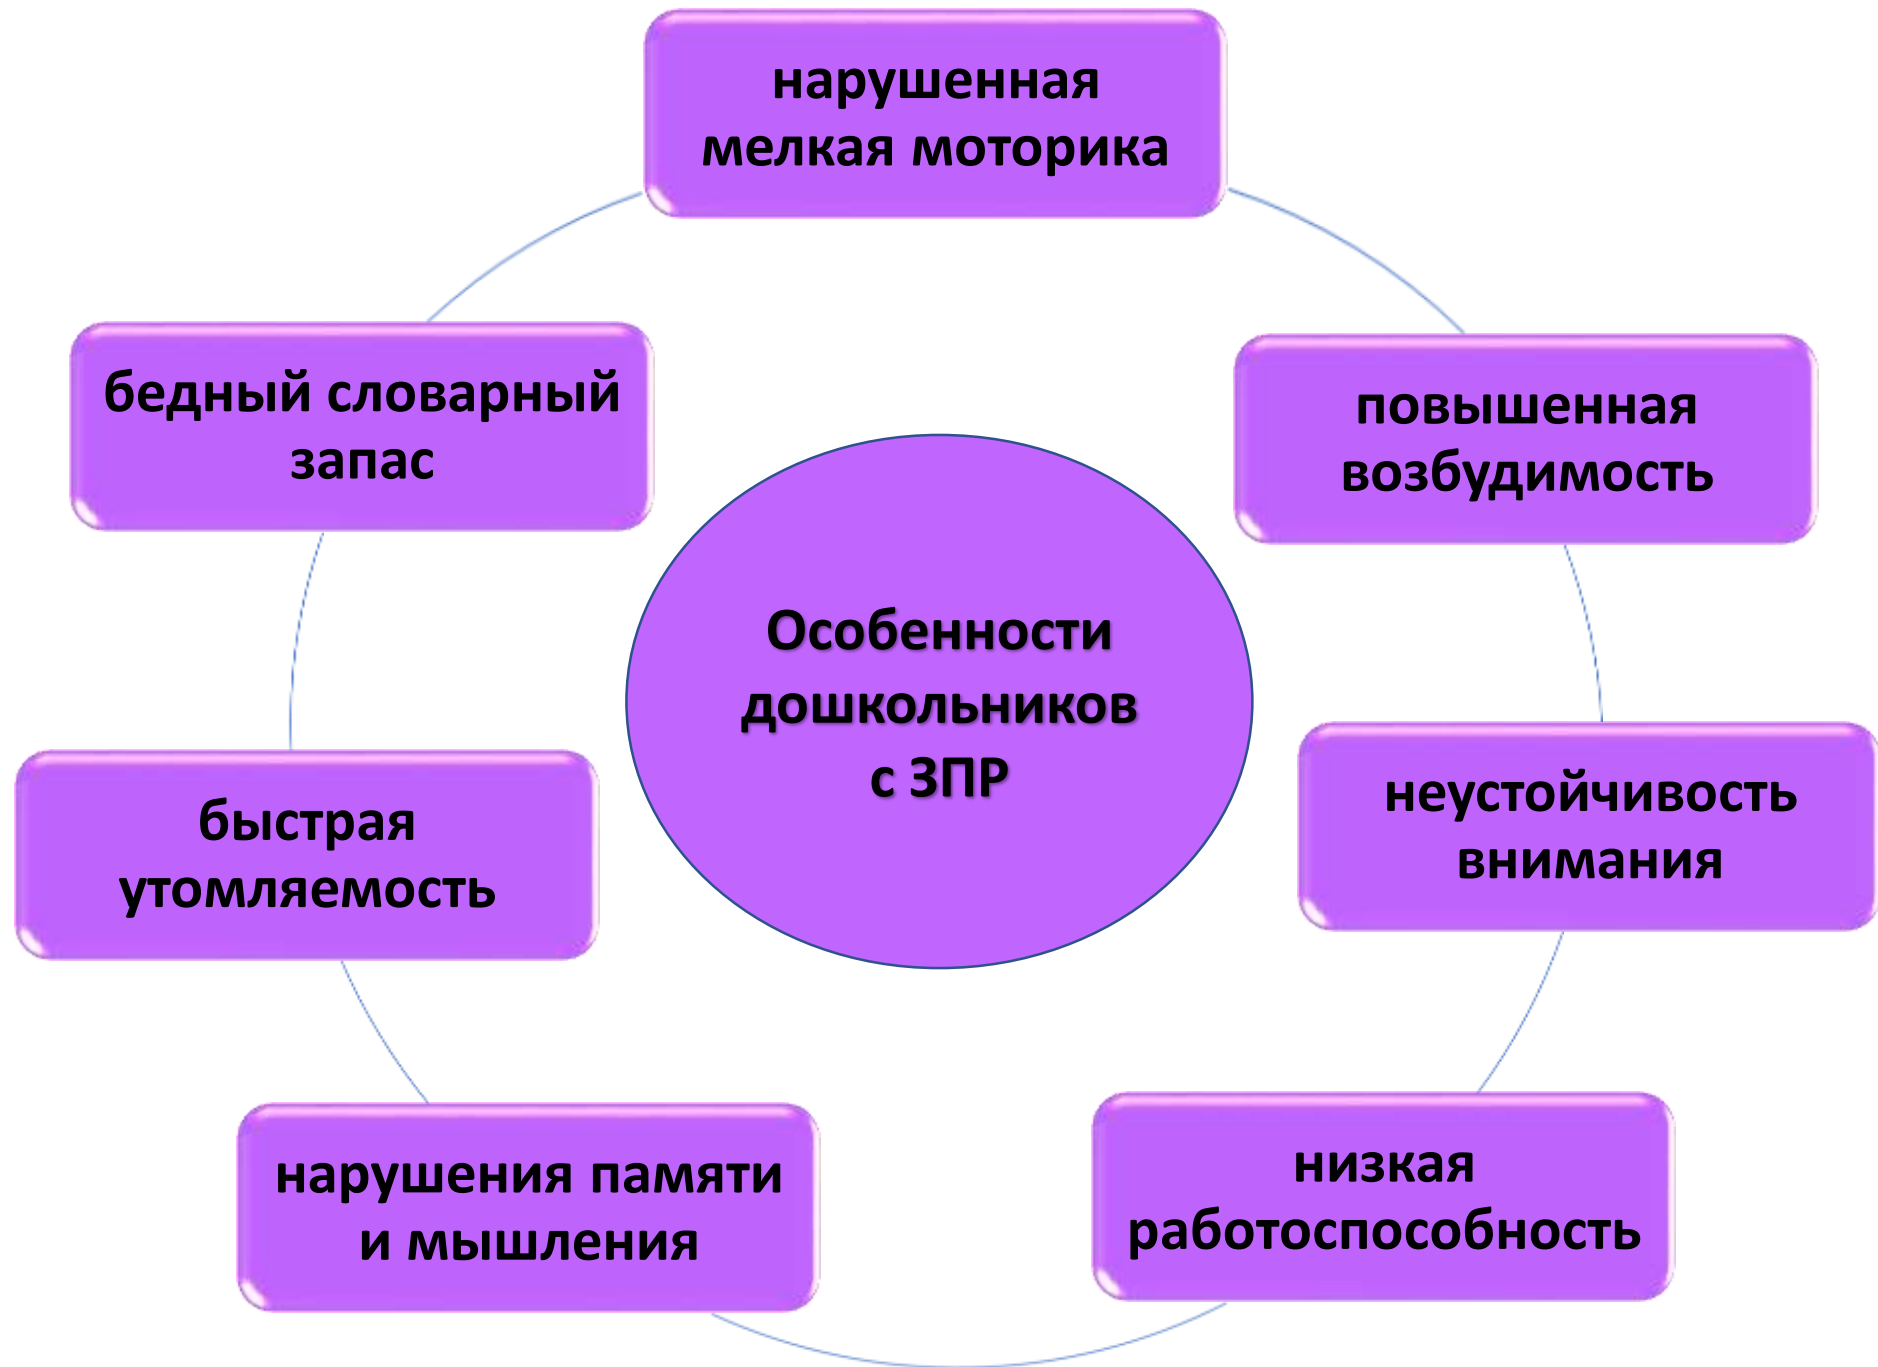 нарушенная
мелкая моторика
бедный словарный
запас
повышенная
возбудимость
Особенности
дошкольников
с ЗПР
быстрая
утомляемость
неустойчивость
внимания
нарушения памяти
и мышления
низкая
работоспособность